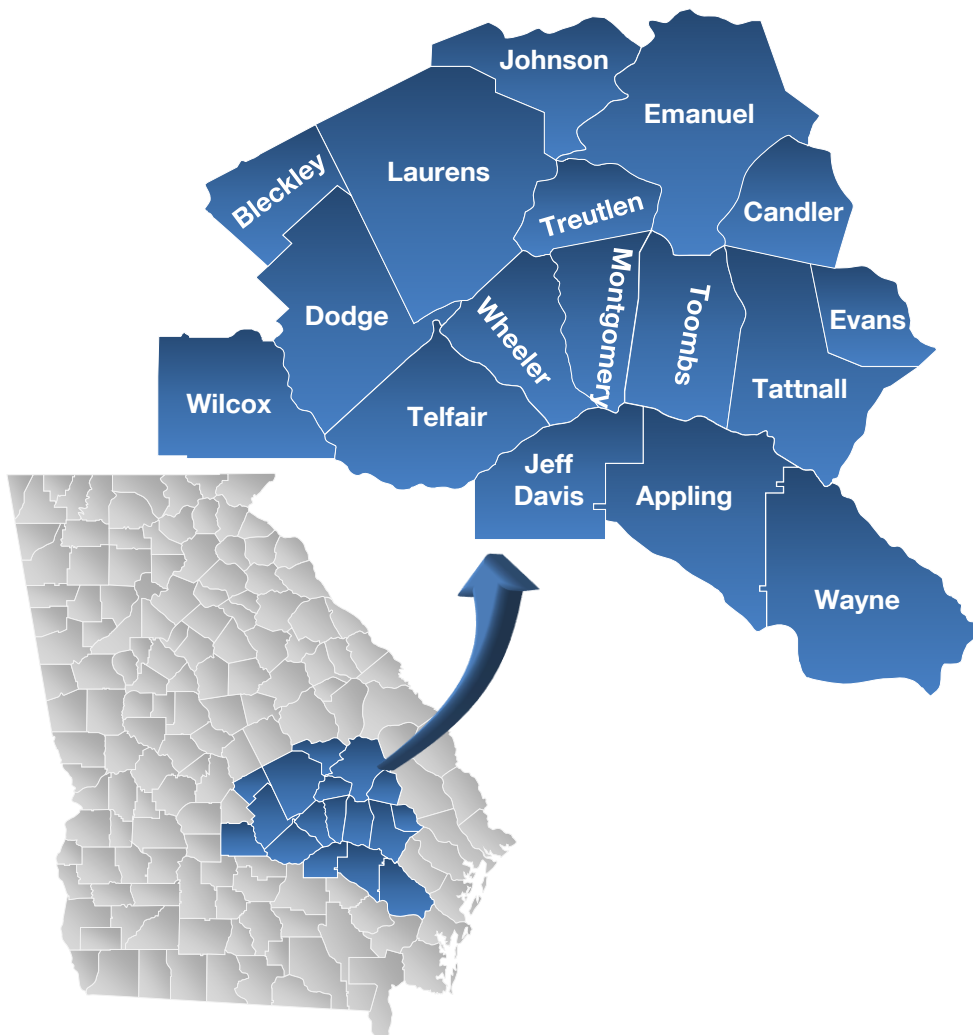 Johnson
Emanuel
Laurens
Bleckley
Candler
Treutlen
Montgomery
Toombs
Dodge
Wheeler
Evans
Tattnall
Wilcox
Telfair
Jeff
Davis
Appling
Wayne